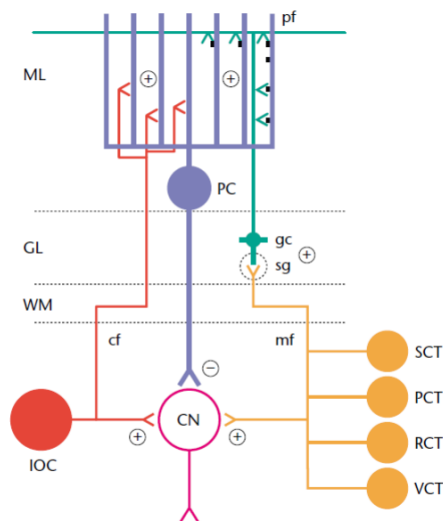 pf
ML
+
+
PC
GL
gc
sg
+
WM
cf
mf
−
SCT
PCT
CN
+
+
IOC
RCT
VCT